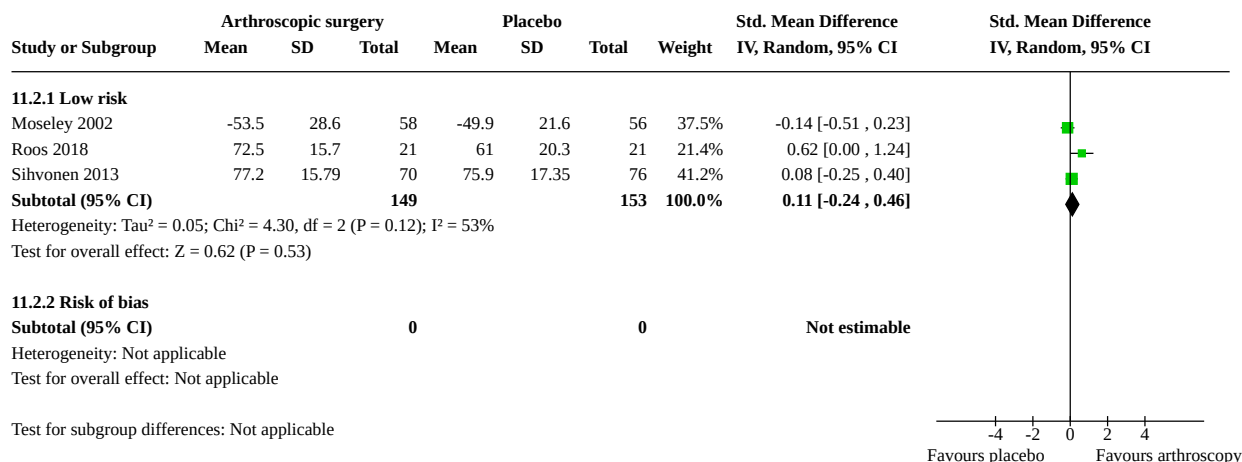 Arthroscopic surgery Placebo Std. Mean Difference Std. Mean Difference
Study or Subgroup Mean SD Total Mean SD Total Weight IV, Random, 95% CI IV, Random, 95% CI
11.2.1 Low risk
Moseley 2002 -53.5 28.6 58 -49.9 21.6 56 37.5% -0.14 [-0.51 , 0.23]
Roos 2018 72.5 15.7 21 61 20.3 21 21.4% 0.62 [0.00 , 1.24]
Sihvonen 2013 77.2 15.79 70 75.9 17.35 76 41.2% 0.08 [-0.25 , 0.40]
Subtotal (95% CI) 149 153 100.0% 0.11 [-0.24 , 0.46]
Heterogeneity: Tau² = 0.05; Chi² = 4.30, df = 2 (P = 0.12); I² = 53%
Test for overall effect: Z = 0.62 (P = 0.53)
11.2.2 Risk of bias
Subtotal (95% CI) 0 0 Not estimable
Heterogeneity: Not applicable
Test for overall effect: Not applicable
Test for subgroup differences: Not applicable
-4 -2 0 2 4
Favours placebo Favours arthroscopy